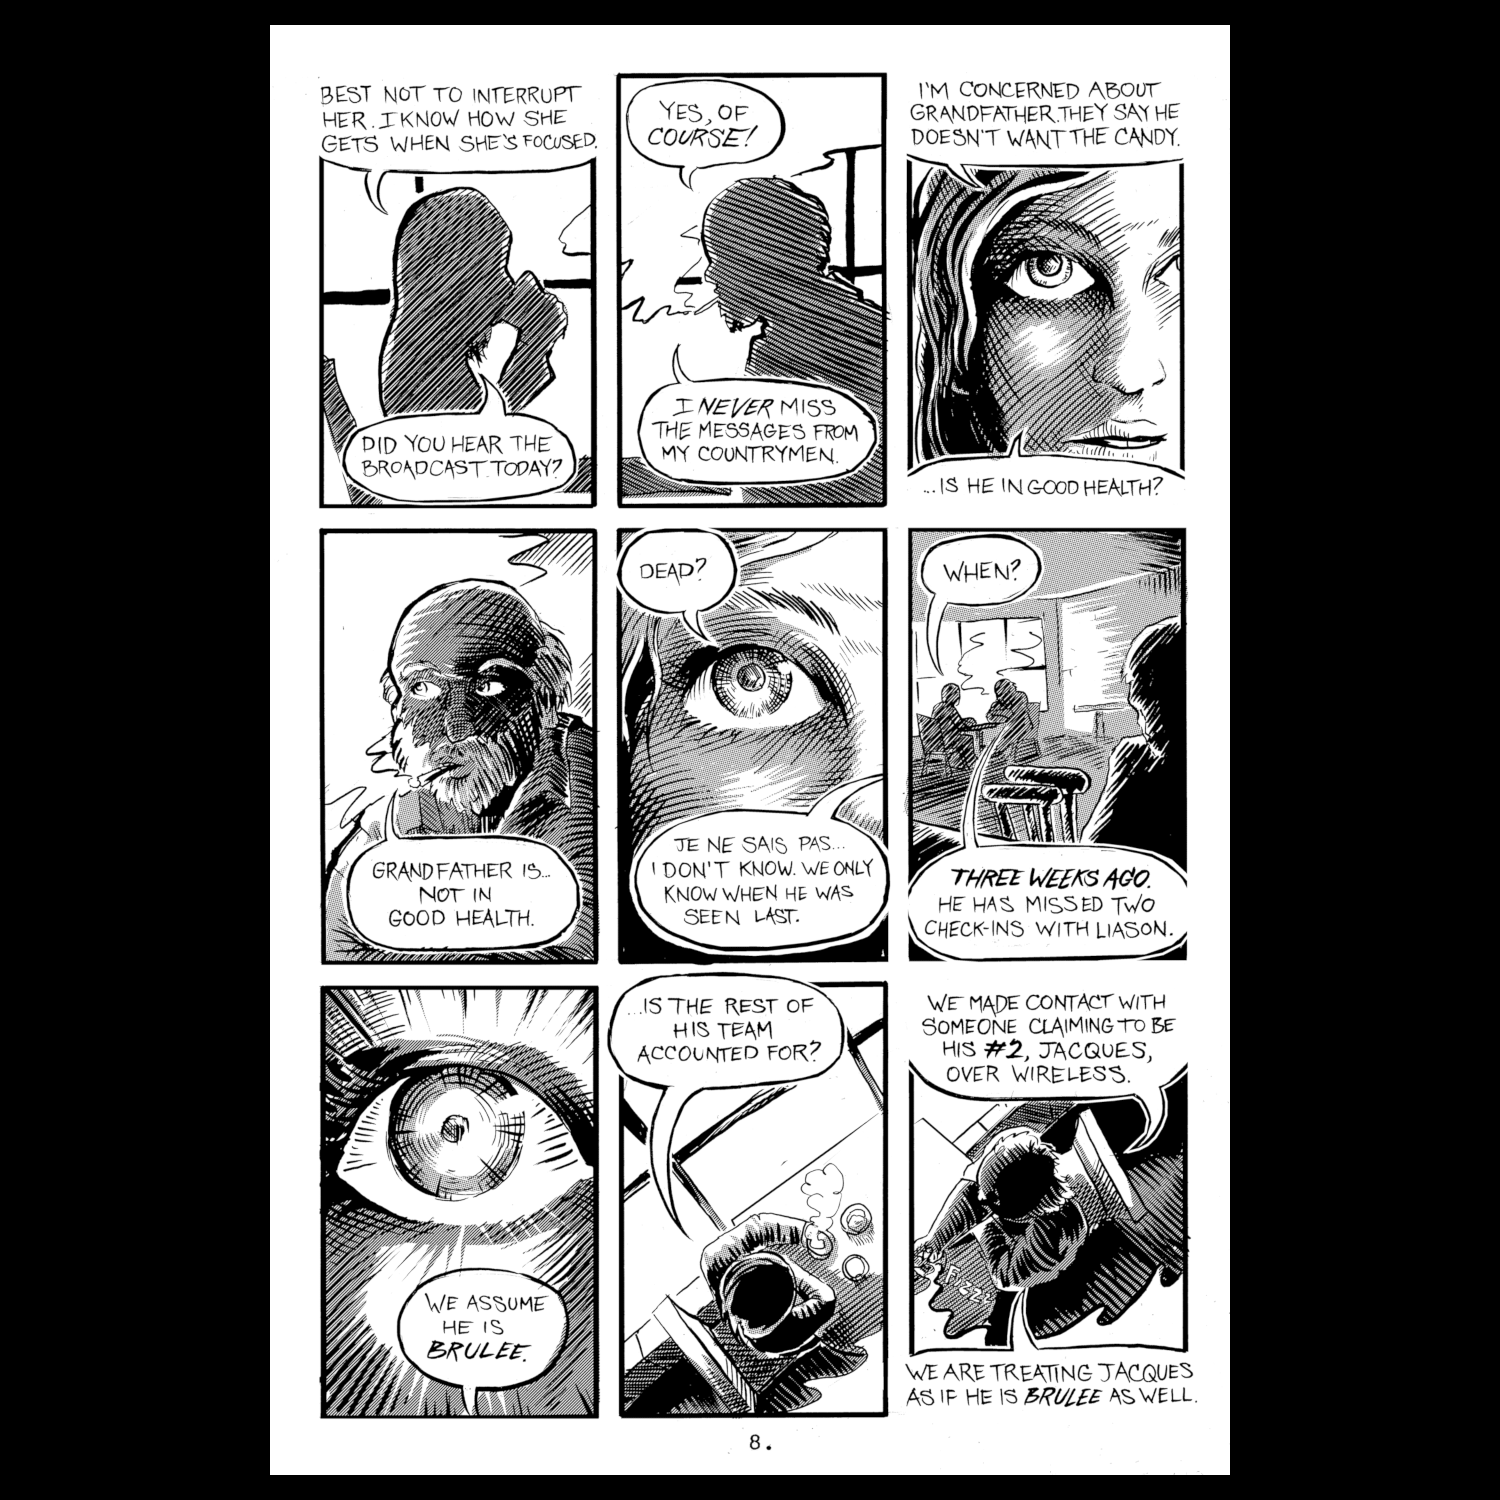 BEST NOT TO INTERRUPT
HER. I KNOW HOW SHE
GETS WHEN SHE'S FOCUSED.
DID YOU HEAR THE
BROADCAST TODAY?
YES, OF
COURSE!
I NEVER MISS
THE MESSAGES FROM
MY COUNTRYMEN.
I'M CONCERNED ABOUT
GRANDFATHER. THEY SAY HE
DOESN'T WANT THE CANDY.
...IS HE IN GOOD HEALTH?
GRANDFATHER IS...
NOT IN
GOOD HEALTH.
DEAD?
JE NE SAIS PAS...
I DON'T KNOW. WE ONLY
KNOW WHEN HE WAS
SEEN LAST.
WHEN?
THREE WEEKS AGO.
HE HAS MISSED TWO
CHECK-INS WITH LIASON.
WE ASSUME
HE IS
BRULEE.
...IS THE REST OF
HIS TEAM
ACCOUNTED FOR?
WE MADE CONTACT WITH
SOMEONE CLAIMING TO BE
HIS #2, JACQUES,
OVER WIRELESS.
WE ARE TREATING JACQUES
AS IF HE IS BRULEE AS WELL.
8.